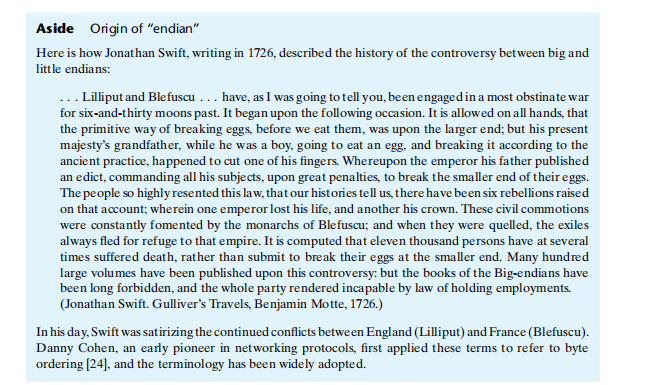 Aside Origin of “endian”
Here is how Jonathan Swift, writing in 1726, described the history of the controversy between big and
little endians:
. . . Lilliput and Blefuscu . . . have, as I was going to tell you, been engaged in a most obstinate war
for six-and-thirty moons past. It began upon the following occasion. It is allowed on all hands, that
the primitive way of breaking eggs, before we eat them, was upon the larger end; but his present
majesty’s grandfather, while he was a boy, going to eat an egg, and breaking it according to the
ancient practice, happened to cut one of his fingers. Whereupon the emperor his father published
an edict, commanding all his subjects, upon great penalties, to break the smaller end of their eggs.
The people so highly resented this law, that our histories tell us, there have been six rebellions raised
on that account; wherein one emperor lost his life, and another his crown. These civil commotions
were constantly fomented by the monarchs of Blefuscu; and when they were quelled, the exiles
always fled for refuge to that empire. It is computed that eleven thousand persons have at several
times suffered death, rather than submit to break their eggs at the smaller end. Many hundred
large volumes have been published upon this controversy: but the books of the Big-endians have
been long forbidden, and the whole party rendered incapable by law of holding employments.
(Jonathan Swift. Gulliver’s Travels, Benjamin Motte, 1726.)
In his day, Swift was satirizing the continued conflicts between England (Lilliput) and France (Blefuscu).
Danny Cohen, an early pioneer in networking protocols, first applied these terms to refer to byte
ordering [24], and the terminology has been widely adopted.